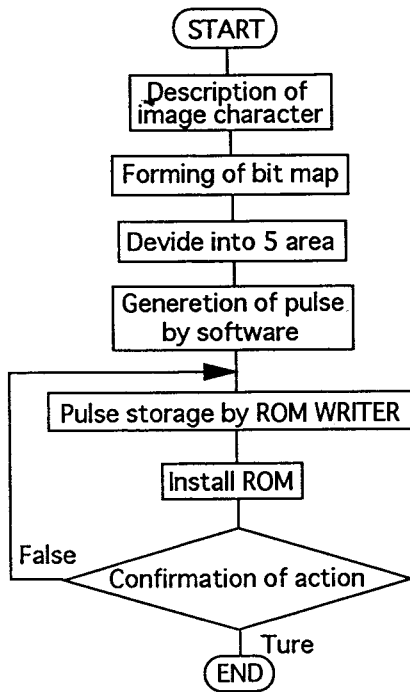 START
Description of
image character
Forming of bit map
Devide into 5 area
Generetion of pulse
by software
Pulse storage by ROM WRITER
Install ROM
False
Confirmation of action
Ture
END